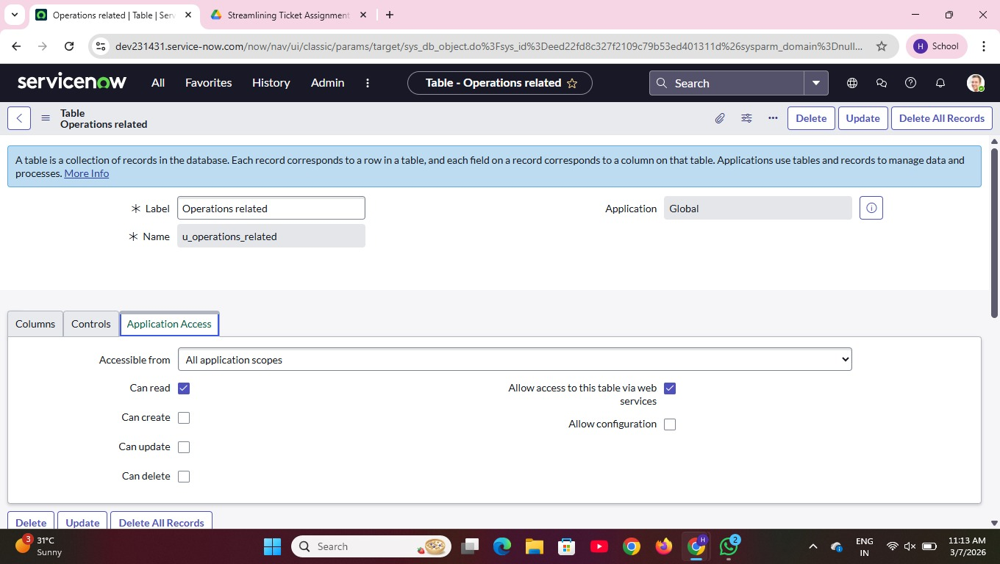 Operations related | Table | Serv
Streamlining Ticket Assignment
dev231431.service-now.com/now/nav/ui/classic/params/target/sys_db_object.do%3Fsys_id%3Deed22fd8c327f2109c79b53ed401311d%26sysparm_domain%3Dnull...
H School
servicenow All Favorites History Admin Table - Operations related Search
Table
Operations related
Delete Update Delete All Records
A table is a collection of records in the database. Each record corresponds to a row in a table, and each field on a record corresponds to a column on that table. Applications use tables and records to manage data and
processes. More Info
Label Operations related Application Global
Name u_operations_related
Columns Controls Application Access
Accessible from All application scopes
Can read Allow access to this table via web
services
Can create Allow configuration
Can update
Can delete
Delete Update Delete All Records
3 31°C
Sunny
Search
H
2
ENG
IN
11:13 AM
3/7/2026